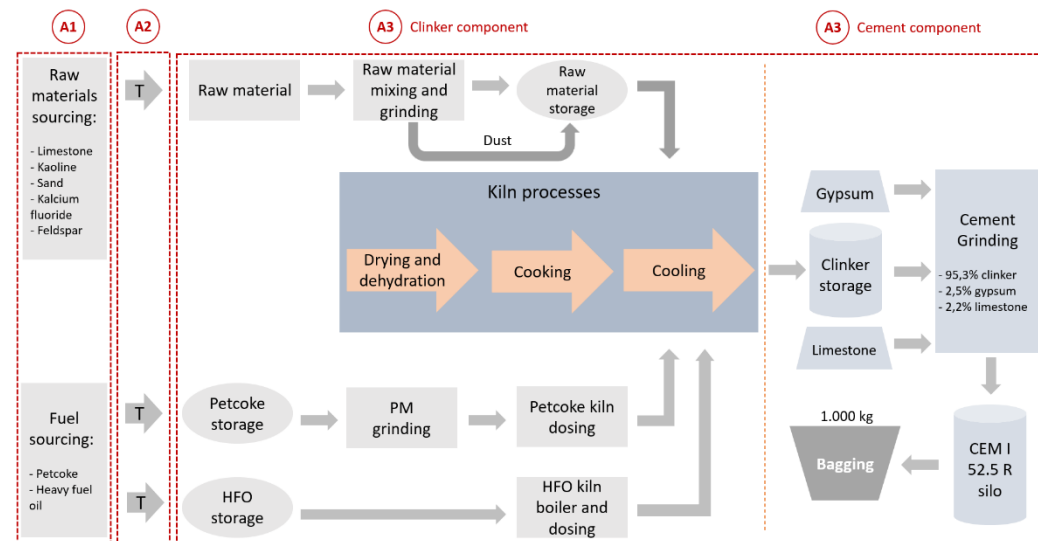 A1
A2
A3 Clinker component
A3 Cement component
Raw
materials
sourcing:
- Limestone
- Kaoline
- Sand
- Kalcium
fluoride
- Feldspar
T
Raw material
Raw material
mixing and
grinding
Raw
material
storage
Dust
Kiln processes
Drying and
dehydration
Cooking
Cooling
Gypsum
Clinker
storage
Limestone
Cement
Grinding
- 95,3% clinker
- 2,5% gypsum
- 2,2% limestone
Fuel
sourcing:
- Petcoke
- Heavy fuel
oil
T
Petcoke
storage
PM
grinding
Petcoke kiln
dosing
T
HFO
storage
HFO kiln
boiler and
dosing
1.000 kg
Bagging
CEM I
52.5 R
silo